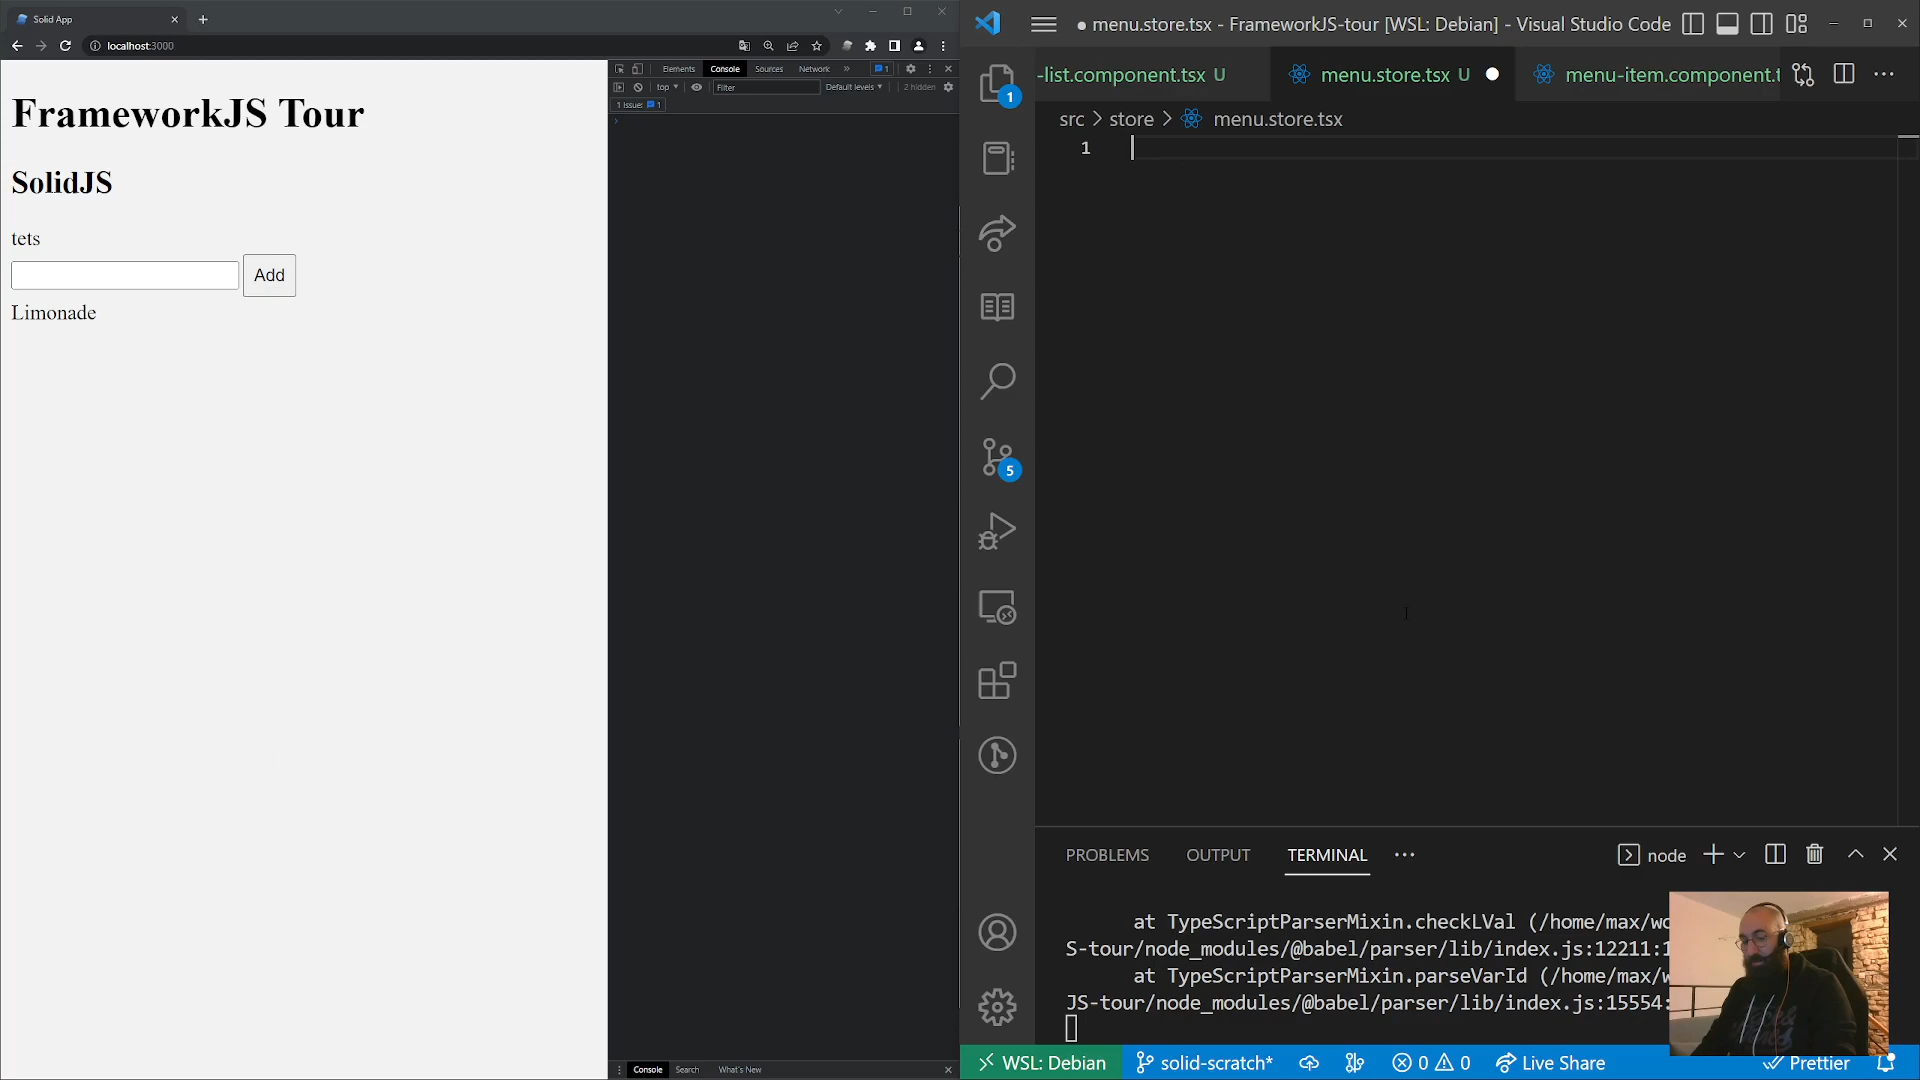 Solid App
localhost:3000
FrameworkJS Tour
SolidJS
tets
Add
Limonade
Elements
Console
Sources
Network
»
1
top
Filter
Default levels
2 hidden
1 Issue:
1
Console
Search
What's New
menu.store.tsx - FrameworkJS-tour [WSL: Debian] - Visual Studio Code
-list.component.tsx U
menu.store.tsx U
menu-item.component.t
src > store > menu.store.tsx
1
1
5
PROBLEMS
OUTPUT
TERMINAL
node
at TypeScriptParserMixin.checkLVal (/home/max/wo
S-tour/node_modules/@babel/parser/lib/index.js:12211:1
at TypeScriptParserMixin.parseVarId (/home/max/w
JS-tour/node_modules/@babel/parser/lib/index.js:15554:
WSL: Debian
solid-scratch*
0
0
Live Share
Prettier